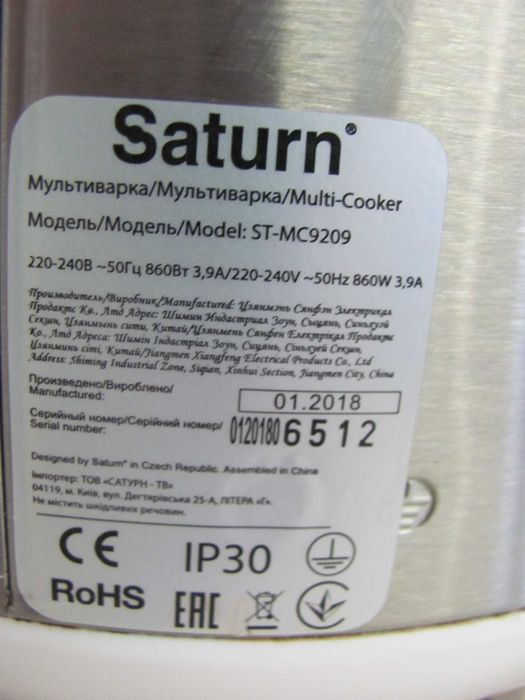 Saturn®
Мультиварка/Мультиварка/Multi-Cooker
Модель/Модель/Model: ST-MC9209
220-240В ~50Гц 860Вт 3,9А/220-240V ~50Hz 860W 3,9A
Производитель/Виробник/Manufactured: Цзянмэнь Сянфэн Электрикал
Продактс Ко., Лтд Адрес: Шимин Индастриал Зоун, Сыцянь, Синьхуэй
Секшн, Цзянмынь сити, Китай/Цзянмень Сянфен Електрікал Продактс
Ко., Лтд Адреса: Шімін Індастріал Зоун, Сицянь, Сіньхуей Секшн,
Цзянминь сіті, Китай/Jiangmen Xiangfeng Electrical Products Co., Ltd
Address: Shiming Industrial Zone, Siqian, Xinhui Section, Jiangmen City, China
Произведено/Вироблено/
Manufactured:
01.2018
Серийный номер/Серійний номер/
Serial number:
0120180 6512
Designed by Saturn® in Czech Republic. Assembled in China
Імпортер: ТОВ «САТУРН - ТВ»
04119, м. Київ, вул. Дегтярівська 25-А, ЛІТЕРА «Г».
Не містить шкідливих речовин.
CE IP30
RoHS EAC